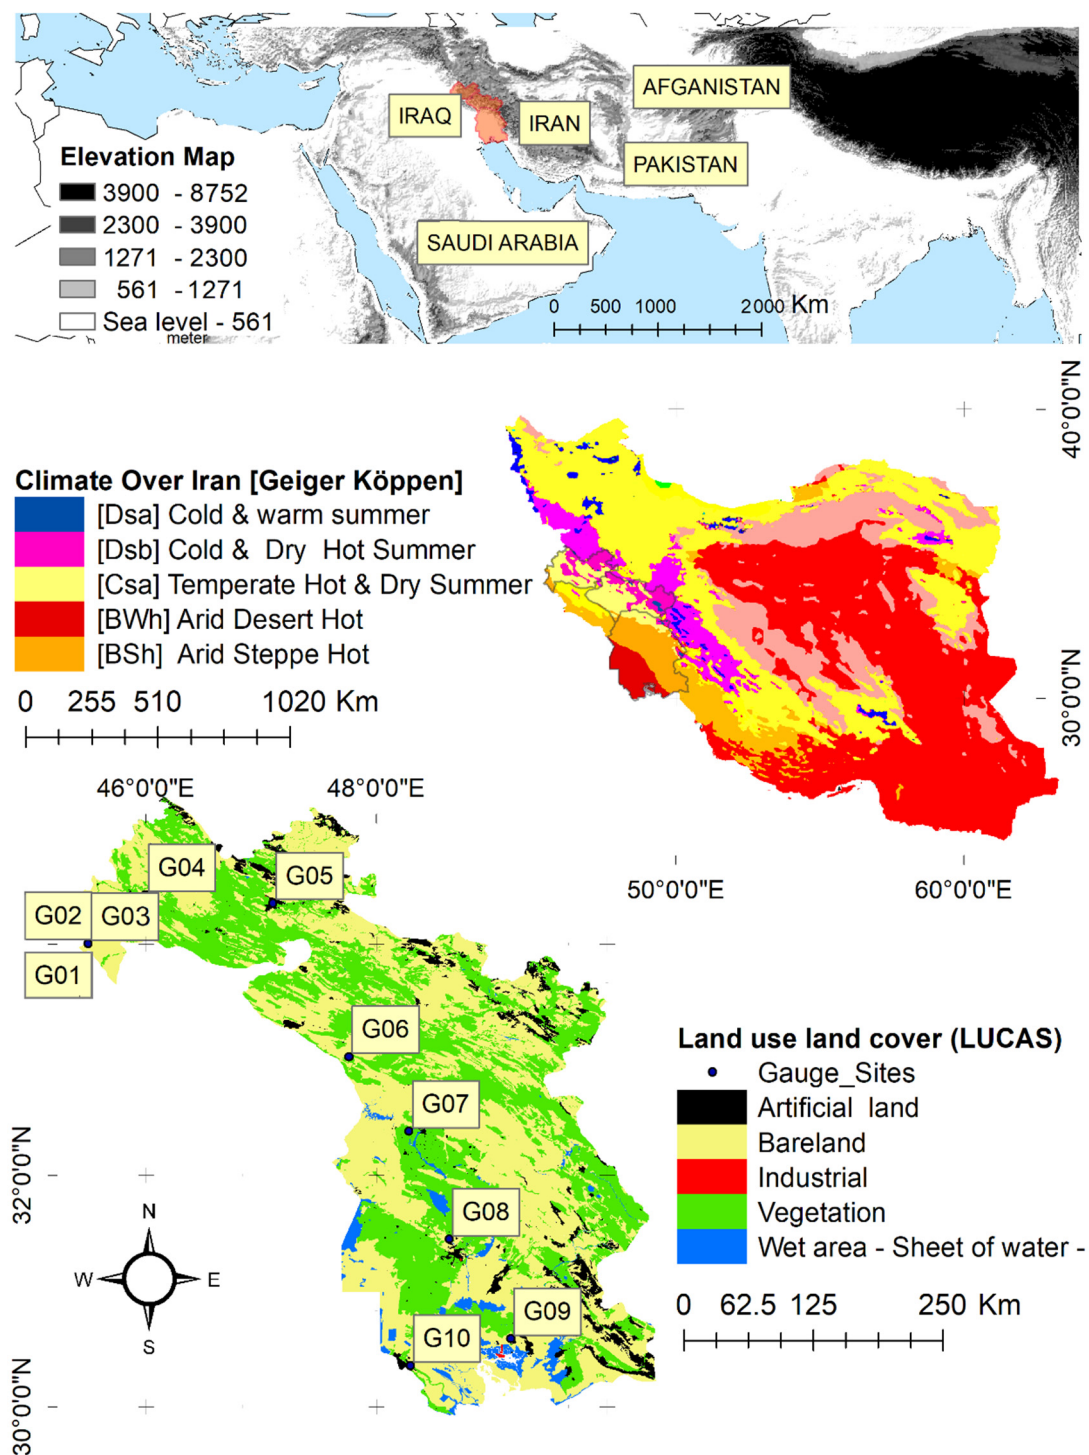 AFGANISTAN
IRAQ
IRAN
PAKISTAN
SAUDI ARABIA
Elevation Map
3900 - 8752
2300 - 3900
1271 - 2300
561 - 1271
Sea level - 561
meter
0 500 1000 2000 Km
40°0'0"N
30°0'0"N
50°0'0"E 60°0'0"E
Climate Over Iran [Geiger Köppen]
[Dsa] Cold & warm summer
[Dsb] Cold & Dry Hot Summer
[Csa] Temperate Hot & Dry Summer
[BWh] Arid Desert Hot
[BSh] Arid Steppe Hot
0 255 510 1020 Km
46°0'0"E 48°0'0"E
G04
G05
G02 G03
G01
G06
G07
G08
G09
G10
32°0'0"N
30°0'0"N
N
W E
S
Land use land cover (LUCAS)
Gauge_Sites
Artificial land
Bareland
Industrial
Vegetation
Wet area - Sheet of water -
0 62.5 125 250 Km